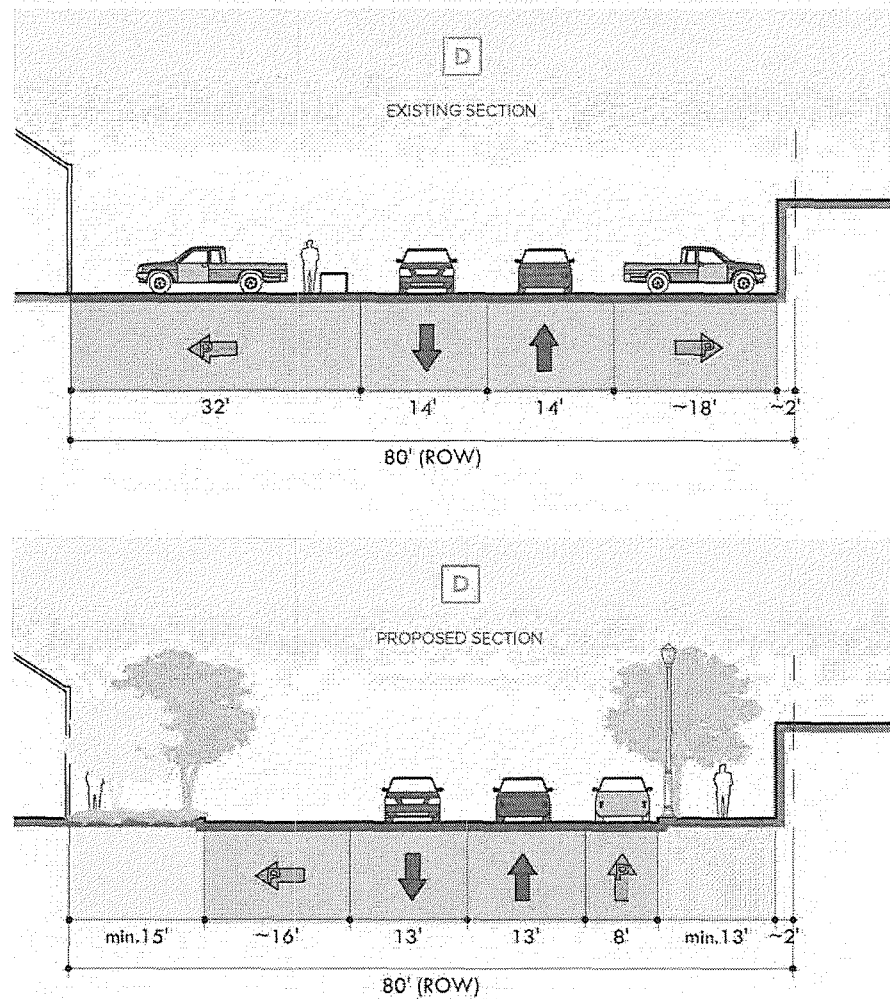 D
EXISTING SECTION
P P
32' 14' 14' ~18' ~2'
80' (ROW)
D
PROPOSED SECTION
P P
min.15' ~16' 13' 13' 8' min.13' ~2'
80' (ROW)